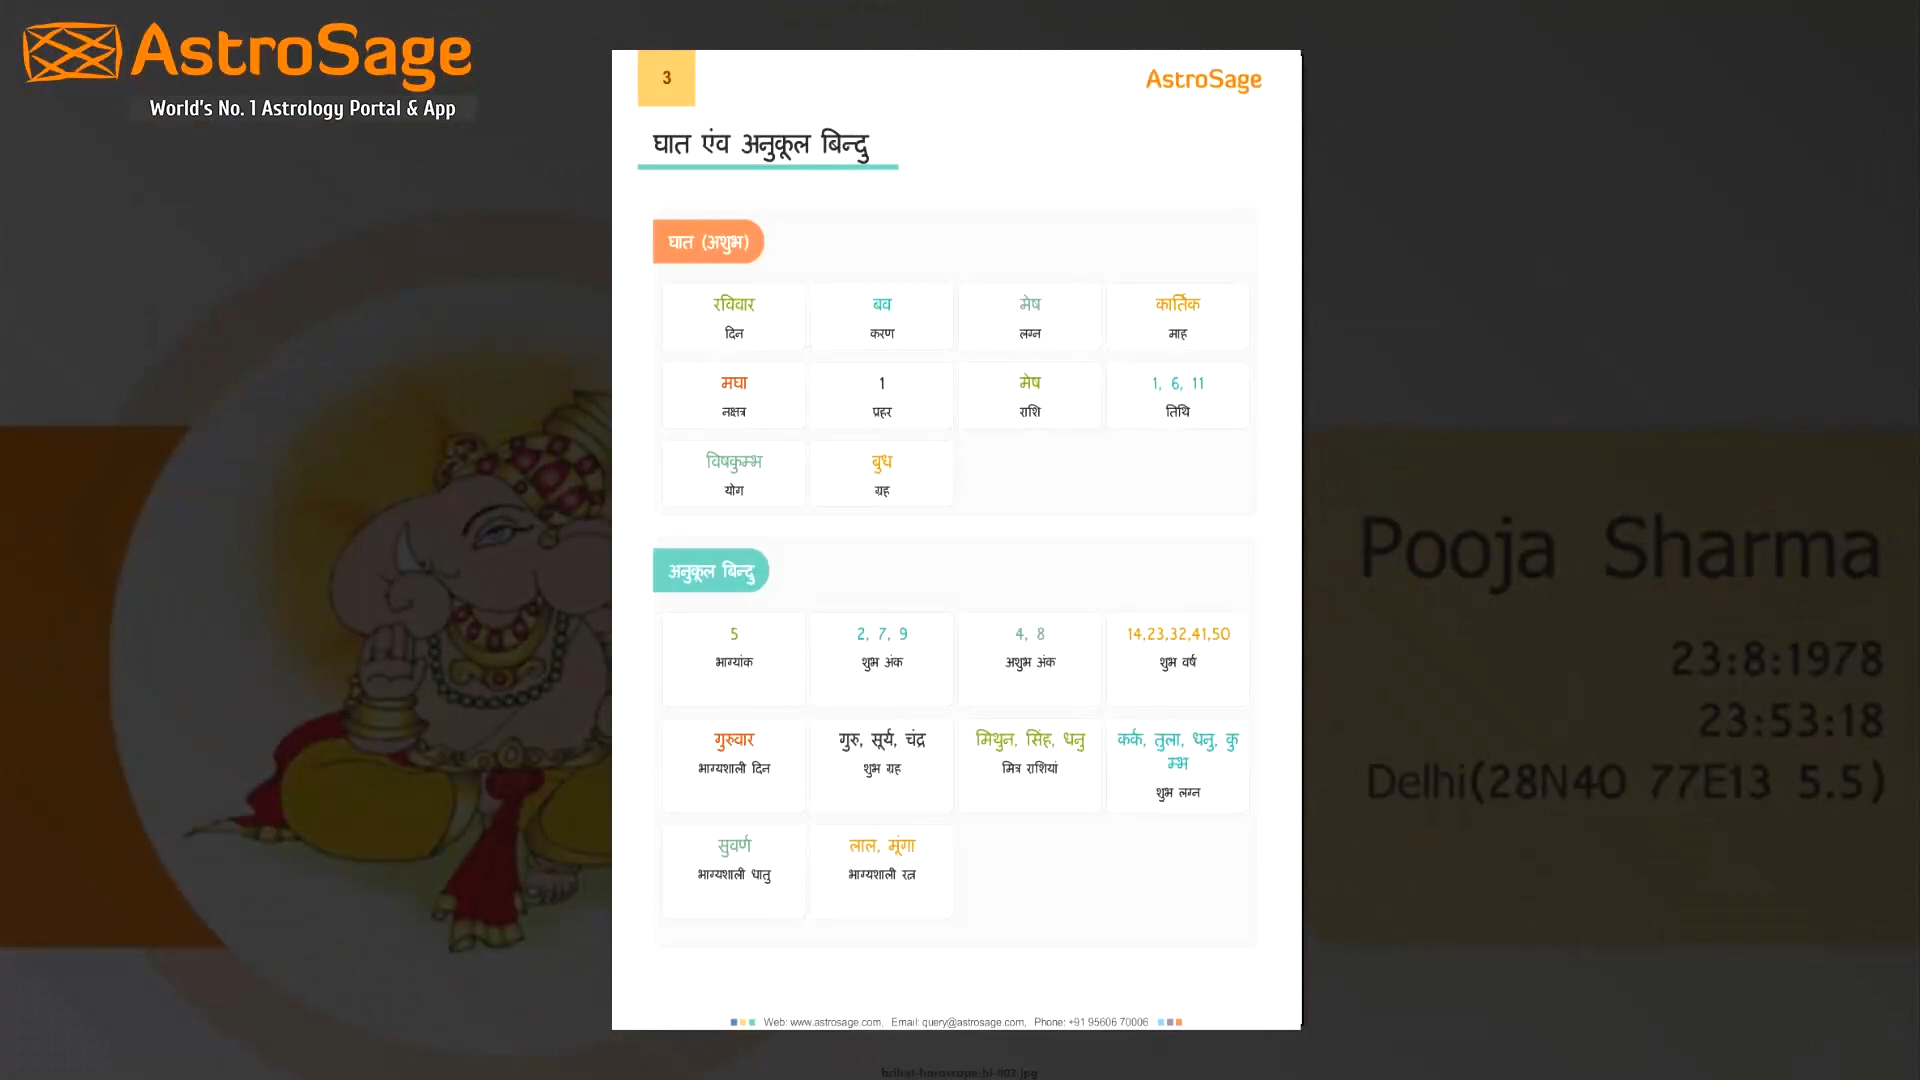 AstroSage
World's No. 1 Astrology Portal & App
3
AstroSage
घात एंव अनुकूल बिन्दु
घात (अशुभ)
रविवार बव मेष कार्तिक
दिन करण लग्न माह
मघा 1 मेष 1, 6, 11
नक्षत्र प्रहर राशि तिथि
विषकुम्भ बुध
योग ग्रह
अनुकूल बिन्दु
5 2, 7, 9 4, 8 14,23,32,41,50
भाग्यांक शुभ अंक अशुभ अंक शुभ वर्ष
गुरुवार गुरु, सूर्य, चंद्र मिथुन, सिंह, धनु कर्क, तुला, धनु, कु
म्भ
भाग्यशाली दिन शुभ ग्रह मित्र राशियां शुभ लग्न
सुवर्ण लाल, मूंगा
भाग्यशाली धातु भाग्यशाली रत्न
Web: www.astrosage.com, Email: query@astrosage.com, Phone: +91 95606 70006
Pooja Sharma
23:8:1978
23:53:18
Delhi(28N40 77E13 5.5)